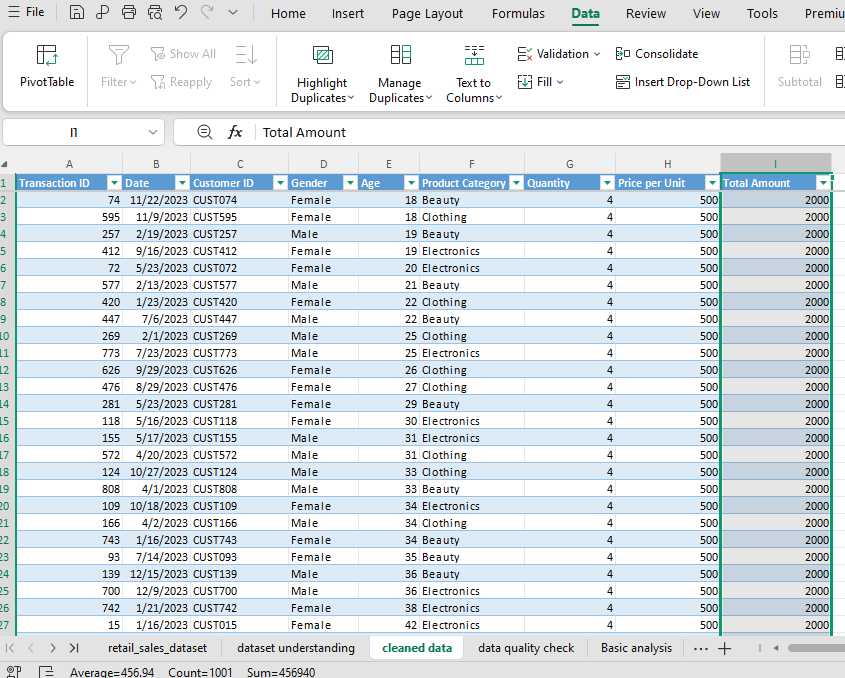 File Home Insert Page Layout Formulas Data Review View Tools Premiu
PivotTable Filter Show All Reapply Sort Highlight Duplicates Manage Duplicates Text to Columns Validation Fill Consolidate Insert Drop-Down List Subtotal
I1 fx Total Amount
A B C D E F G H I
1 Transaction ID Date Customer ID Gender Age Product Category Quantity Price per Unit Total Amount
2 74 11/22/2023 CUST074 Female 18 Beauty 4 500 2000
3 595 11/9/2023 CUST595 Female 18 Clothing 4 500 2000
4 257 2/19/2023 CUST257 Male 19 Beauty 4 500 2000
5 412 9/16/2023 CUST412 Female 19 Electronics 4 500 2000
6 72 5/23/2023 CUST072 Female 20 Electronics 4 500 2000
7 577 2/13/2023 CUST577 Male 21 Beauty 4 500 2000
8 420 1/23/2023 CUST420 Female 22 Clothing 4 500 2000
9 447 7/6/2023 CUST447 Male 22 Beauty 4 500 2000
10 269 2/1/2023 CUST269 Male 25 Clothing 4 500 2000
11 773 7/23/2023 CUST773 Male 25 Electronics 4 500 2000
12 626 9/29/2023 CUST626 Female 26 Clothing 4 500 2000
13 476 8/29/2023 CUST476 Female 27 Clothing 4 500 2000
14 281 5/23/2023 CUST281 Female 29 Beauty 4 500 2000
15 118 5/16/2023 CUST118 Female 30 Electronics 4 500 2000
16 155 5/17/2023 CUST155 Male 31 Electronics 4 500 2000
17 572 4/20/2023 CUST572 Male 31 Clothing 4 500 2000
18 124 10/27/2023 CUST124 Male 33 Clothing 4 500 2000
19 808 4/1/2023 CUST808 Male 33 Beauty 4 500 2000
20 109 10/18/2023 CUST109 Female 34 Electronics 4 500 2000
21 166 4/2/2023 CUST166 Male 34 Clothing 4 500 2000
22 743 1/16/2023 CUST743 Female 34 Beauty 4 500 2000
23 93 7/14/2023 CUST093 Female 35 Beauty 4 500 2000
24 139 12/15/2023 CUST139 Male 36 Beauty 4 500 2000
25 700 12/9/2023 CUST700 Male 36 Electronics 4 500 2000
26 742 1/21/2023 CUST742 Female 38 Electronics 4 500 2000
27 15 1/16/2023 CUST015 Female 42 Electronics 4 500 2000
retail_sales_dataset dataset understanding cleaned data data quality check Basic analysis ···
Average=456.94 Count=1001 Sum=456940